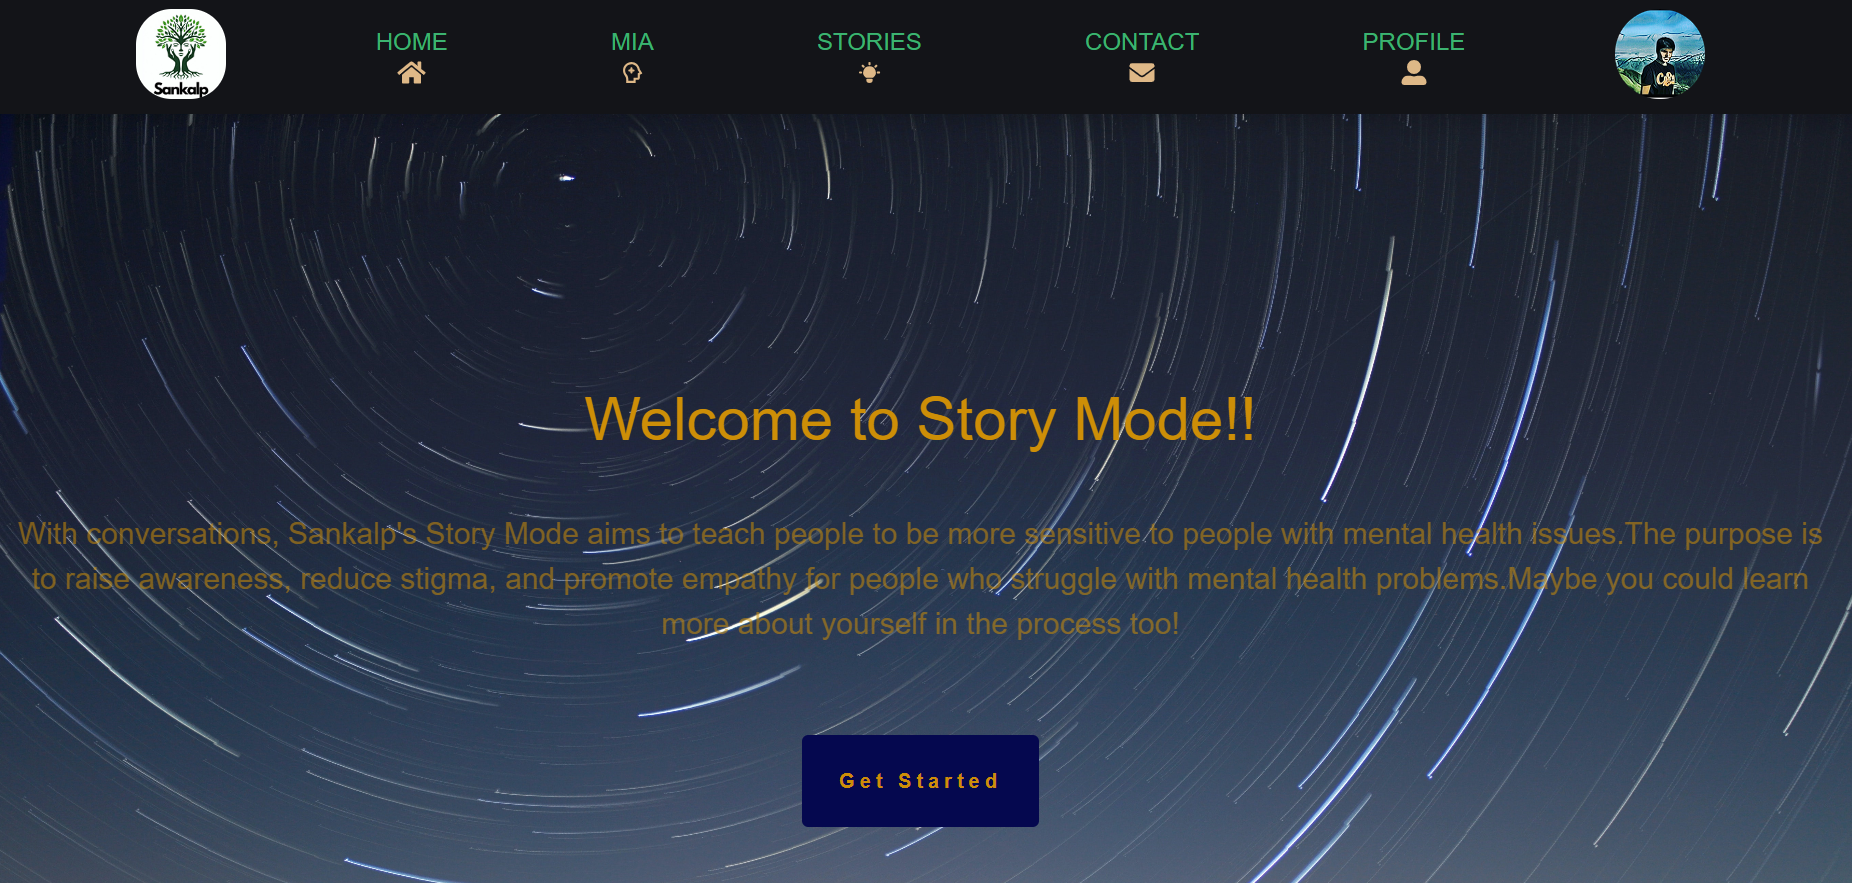 Sankalp
HOME
MIA
STORIES
CONTACT
PROFILE
Welcome to Story Mode!!
With conversations, Sankalp's Story Mode aims to teach people to be more sensitive to people with mental health issues.The purpose is
to raise awareness, reduce stigma, and promote empathy for people who struggle with mental health problems.Maybe you could learn
more about yourself in the process too!
Get Started